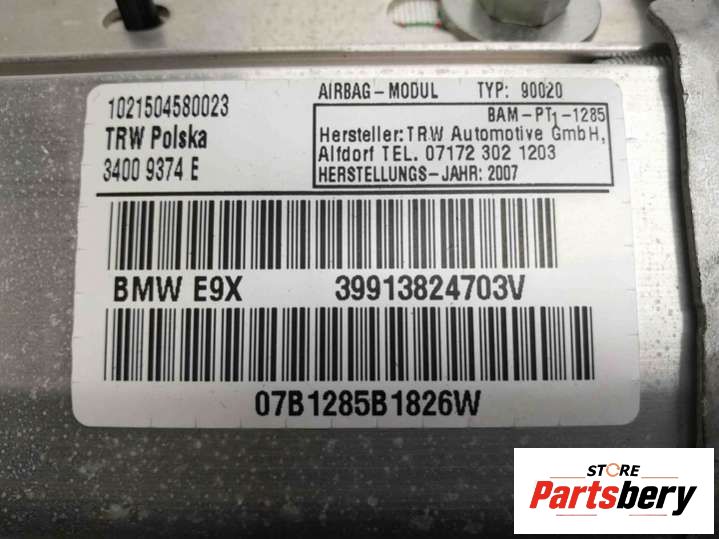 1021504580023
TRW Polska
3400 9374 E
AIRBAG-MODUL TYP: 90020
BAM-PT1-1285
Hersteller: TRW Automotive GmbH,
Alfdorf TEL. 07172 302 1203
HERSTELLUNGS-JAHR: 2007
BMW E9X 39913824703V
07B1285B1826W
STORE
Partsbery